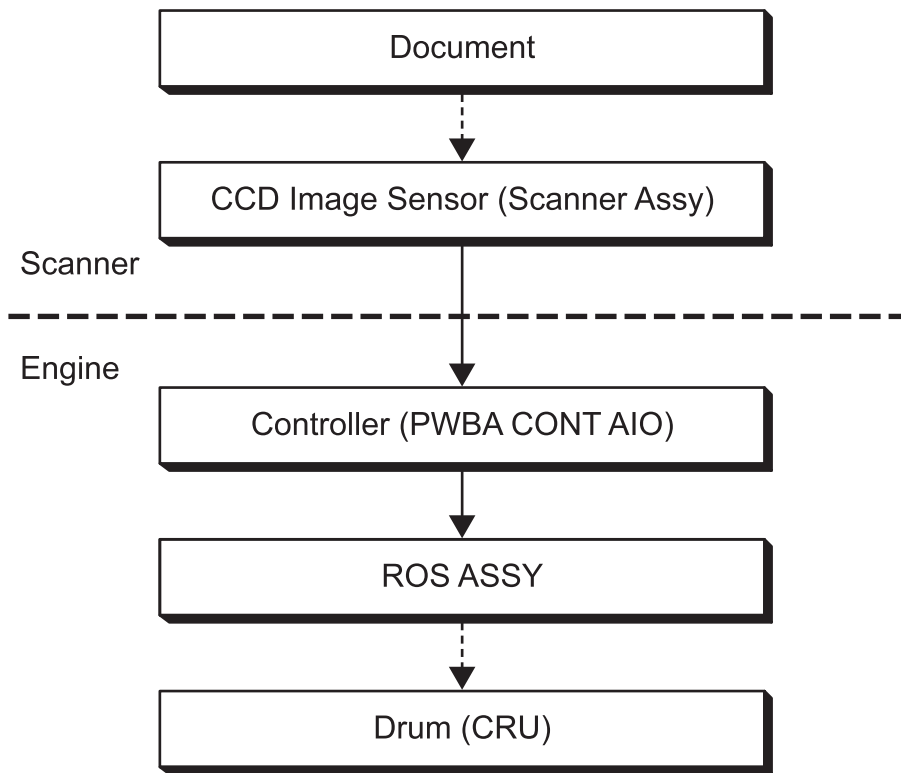 Document
CCD Image Sensor (Scanner Assy)
Scanner
Engine
Controller (PWBA CONT AIO)
ROS ASSY
Drum (CRU)